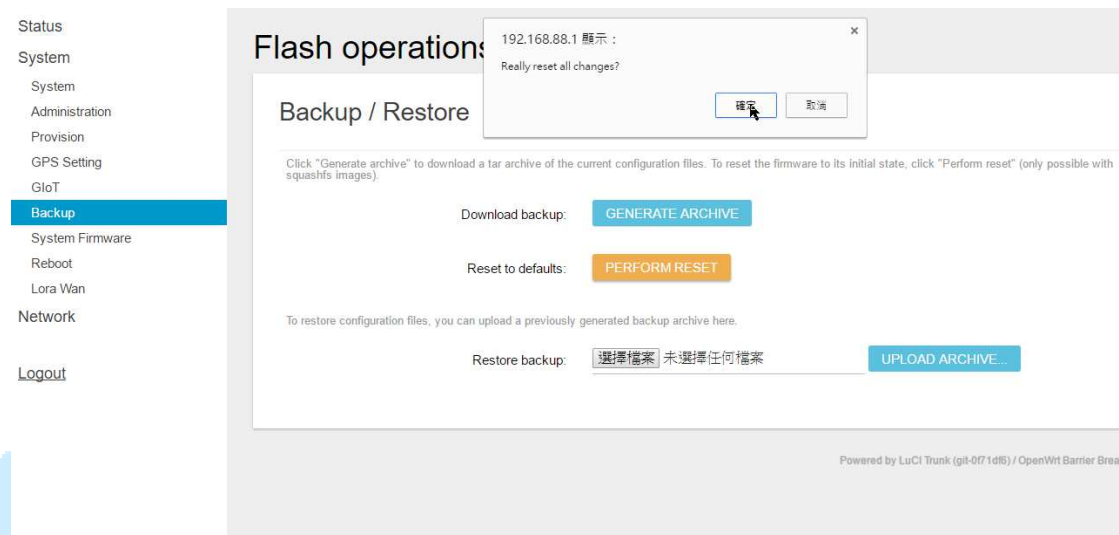 Status
System
System
Administration
Provision
GPS Setting
GIoT
Backup
System Firmware
Reboot
Lora Wan
Network
Logout
Flash operations
192.168.88.1 顯示：
×
Really reset all changes?
確定
取消
Backup / Restore
Click "Generate archive" to download a tar archive of the current configuration files. To reset the firmware to its initial state, click "Perform reset" (only possible with
squashfs images).
Download backup: GENERATE ARCHIVE
Reset to defaults: PERFORM RESET
To restore configuration files, you can upload a previously generated backup archive here.
Restore backup: 選擇檔案 未選擇任何檔案 UPLOAD ARCHIVE...
Powered by LuCI Trunk (git-0f71df6) / OpenWrt Barrier Brea